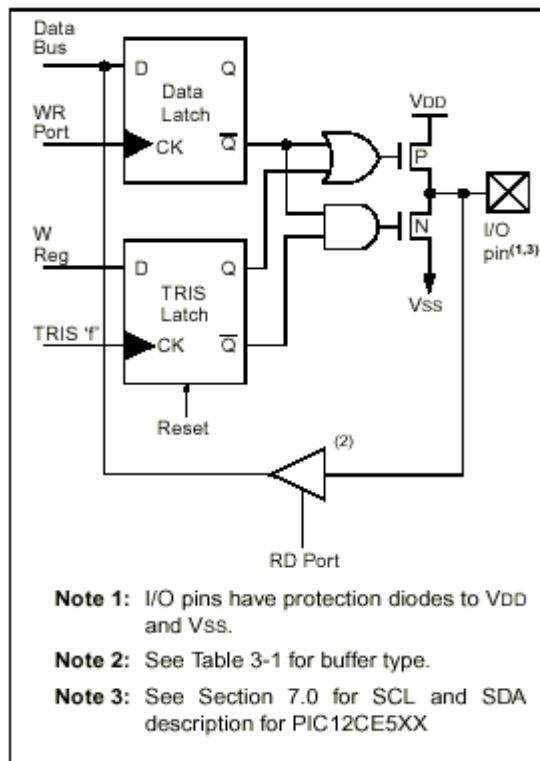 Data
Bus
D
Q
Data
Latch
WR
Port
CK
Q
VDD
P
N
I/O
pin(1,3)
VSS
W
Reg
D
Q
TRIS
Latch
TRIS 'f'
CK
Q
Reset
(2)
RD Port
Note 1: I/O pins have protection diodes to VDD
and VSS.
Note 2: See Table 3-1 for buffer type.
Note 3: See Section 7.0 for SCL and SDA
description for PIC12CE5XX